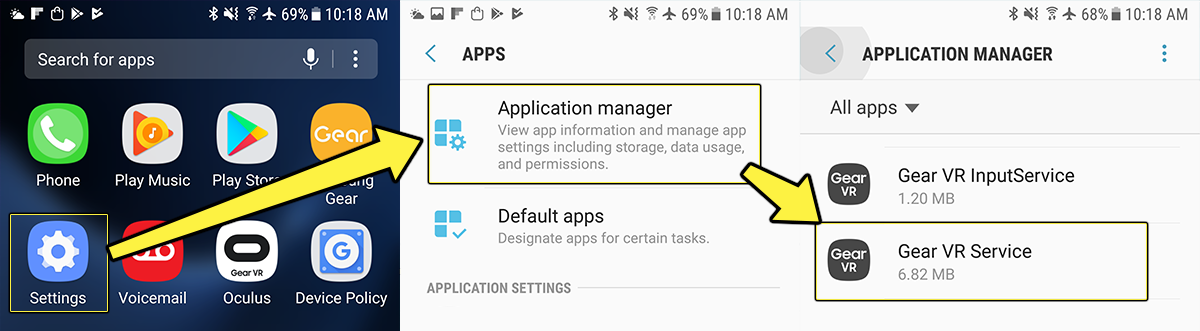 69% 10:18 AM
Search for apps
Gear
Phone
Play Music
Play Stor
ung
Gear
Gear VR
Settings
Voicemail
Oculus
Device Policy
69% 10:18 AM
APPS
Application manager
View app information and manage app
settings including storage, data usage,
and permissions.
Default apps
Designate apps for certain tasks.
APPLICATION SETTINGS
68% 10:18 AM
APPLICATION MANAGER
All apps
Gear
VR
Gear VR InputService
1.20 MB
Gear
VR
Gear VR Service
6.82 MB